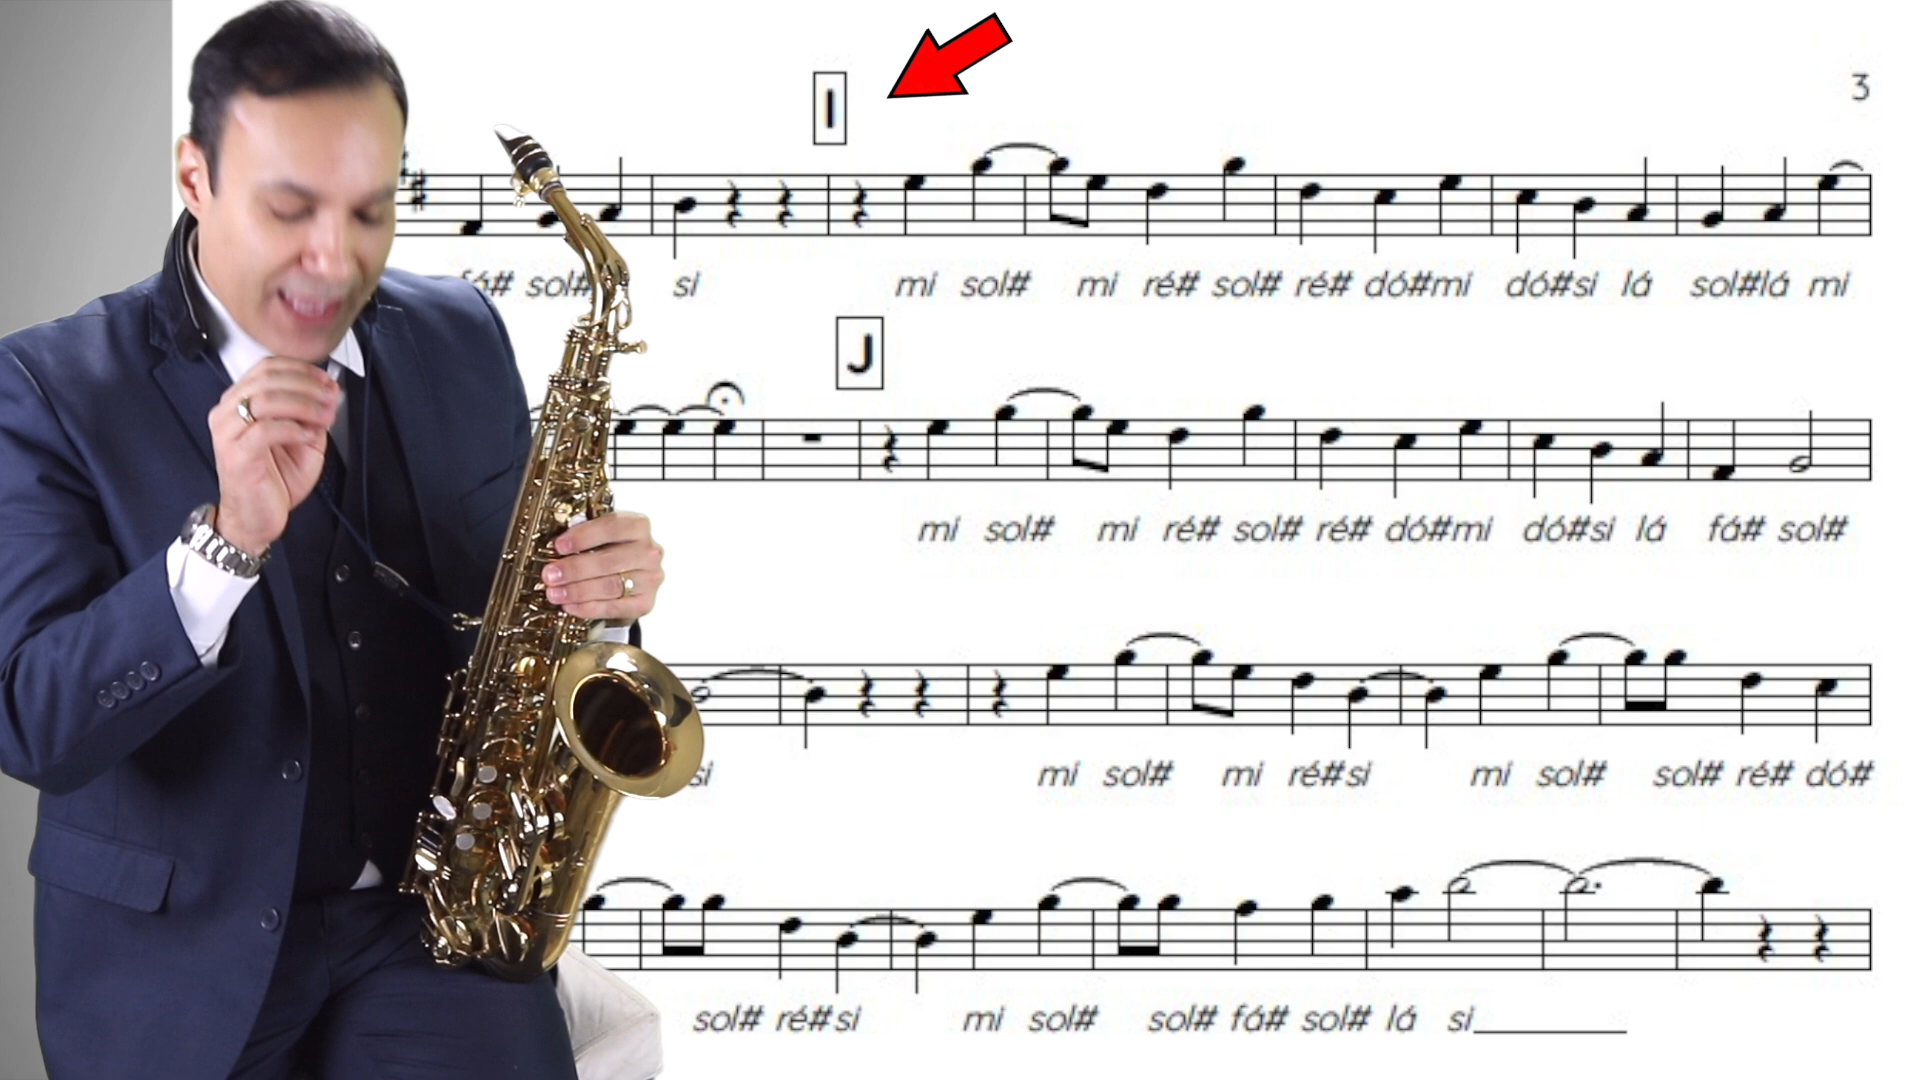 I
3
fá# sol# si mi sol# mi ré# sol# ré# dó#mi dó#si lá sol#lá mi
J
mi sol# mi ré# sol# ré# dó#mi dó#si lá fá# sol#
si mi sol# mi ré#si mi sol# sol# ré# dó#
sol# ré#si mi sol# sol# fá# sol# lá si